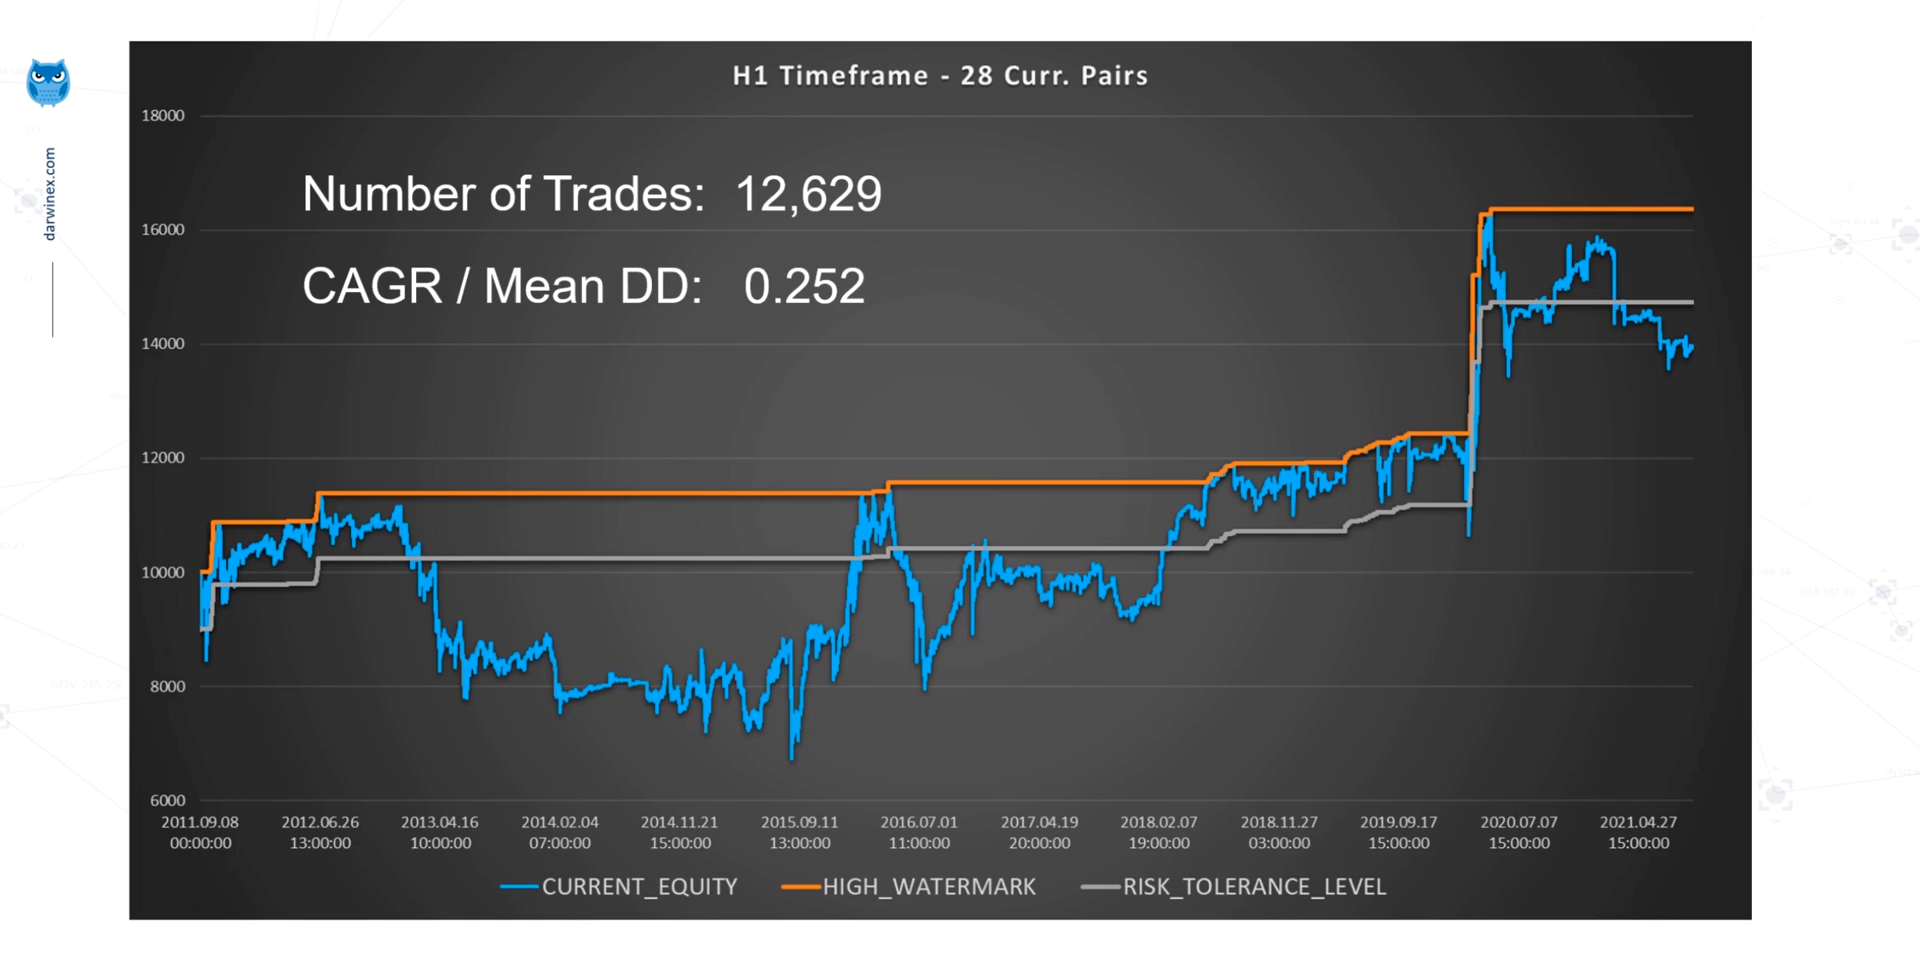 darwinex.com
H1 Timeframe - 28 Curr. Pairs
Number of Trades: 12,629
CAGR / Mean DD: 0.252
18000
16000
14000
12000
10000
8000
6000
2011.09.08 2012.06.26 2013.04.16 2014.02.04 2014.11.21 2015.09.11 2016.07.01 2017.04.19 2018.02.07 2018.11.27 2019.09.17 2020.07.07 2021.04.27
00:00:00 13:00:00 10:00:00 07:00:00 15:00:00 13:00:00 11:00:00 20:00:00 19:00:00 03:00:00 15:00:00 15:00:00 15:00:00
CURRENT_EQUITY HIGH_WATERMARK RISK_TOLERANCE_LEVEL